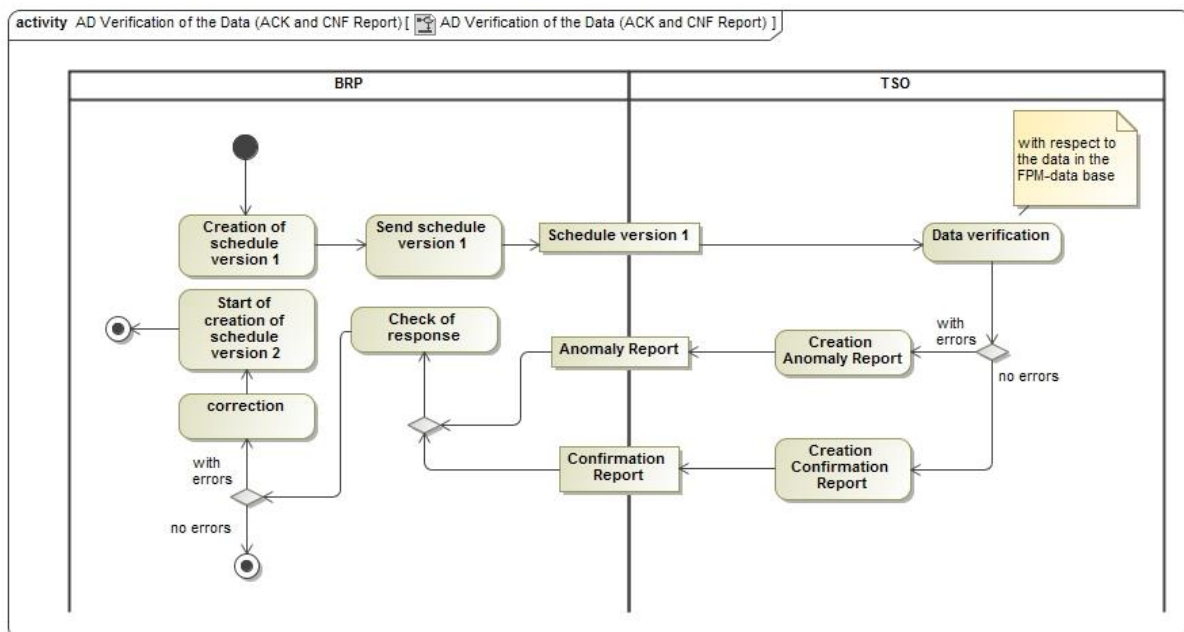 activity AD Verification of the Data (ACK and CNF Report) [ AD Verification of the Data (ACK and CNF Report) ]
BRP
TSO
with respect to
the data in the
FPM-data base
Creation of
schedule
version 1
Send schedule
version 1
Schedule version 1
Data verification
Start of
creation of
schedule
version 2
Check of
response
Anomaly Report
Creation
Anomaly Report
with
errors
no errors
correction
Confirmation
Report
Creation
Confirmation
Report
with
errors
no errors